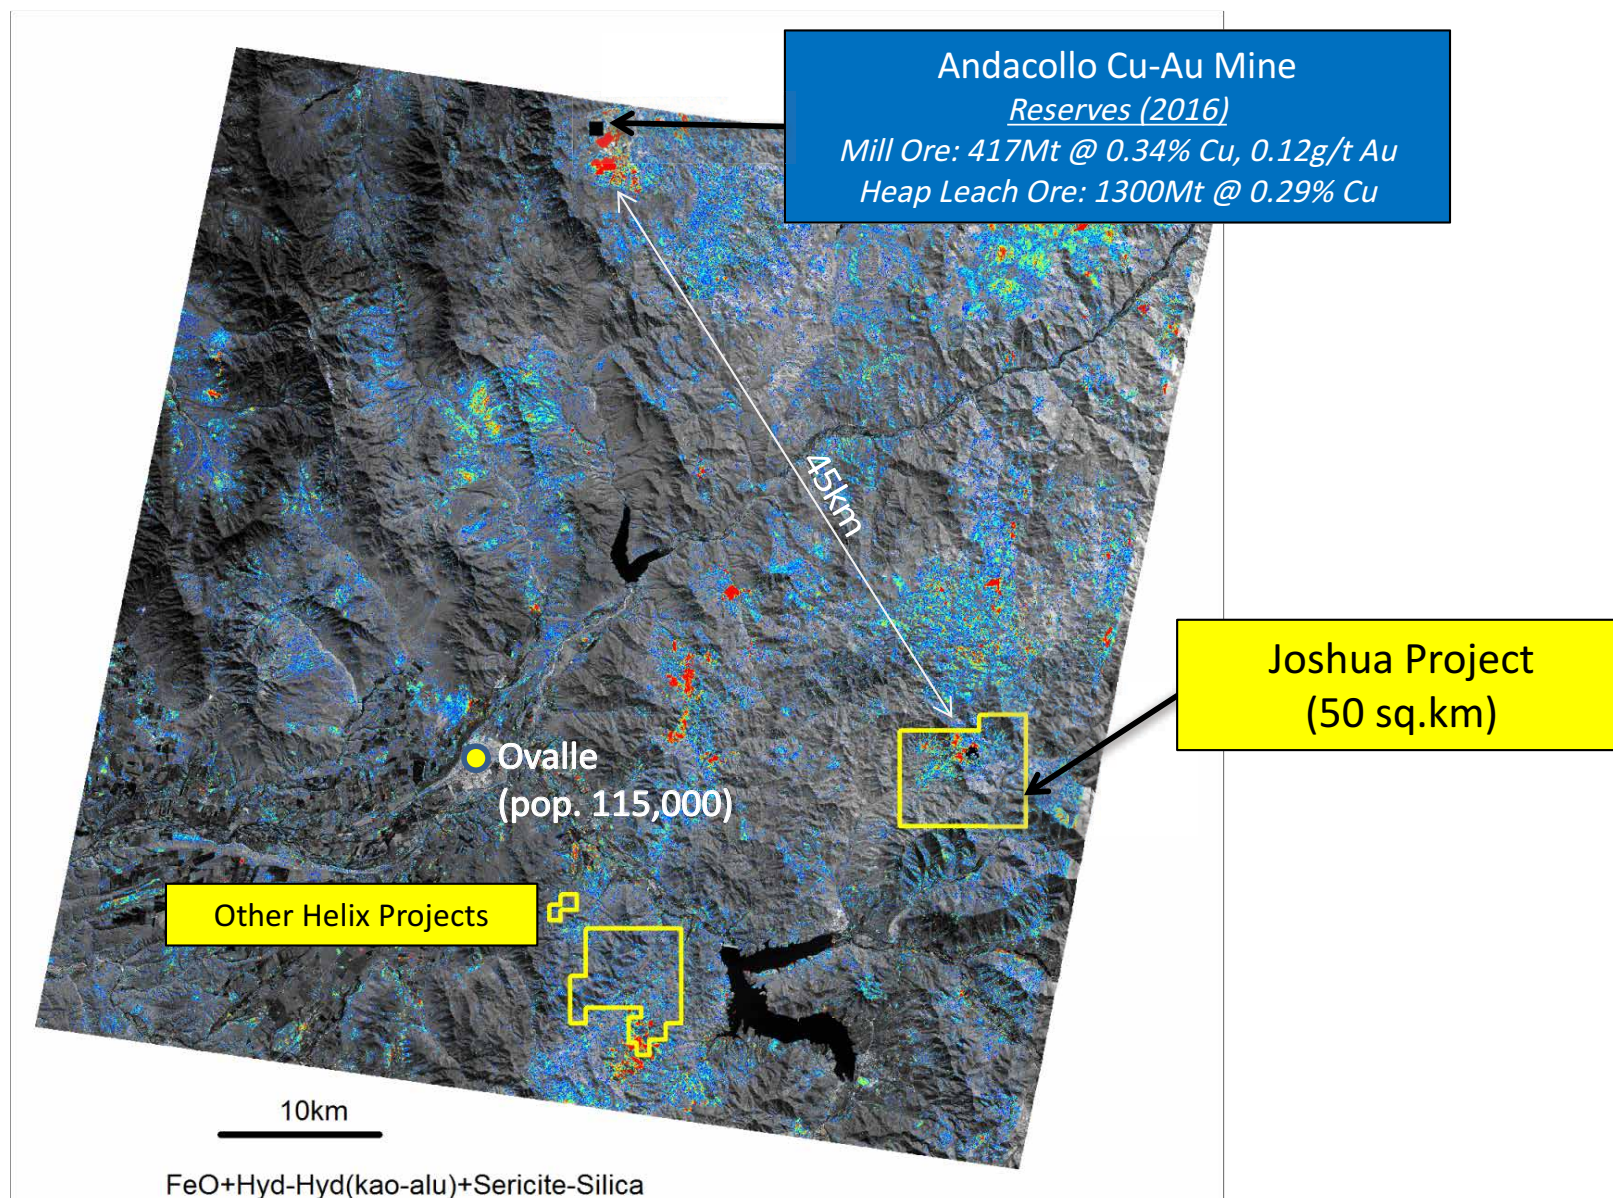 Andacollo Cu-Au Mine
Reserves (2016)
Mill Ore: 417Mt @ 0.34% Cu, 0.12g/t Au
Heap Leach Ore: 1300Mt @ 0.29% Cu
45km
Joshua Project
(50 sq.km)
Ovalle
(pop. 115,000)
Other Helix Projects
10km
FeO+Hyd-Hyd(kao-alu)+Sericite-Silica